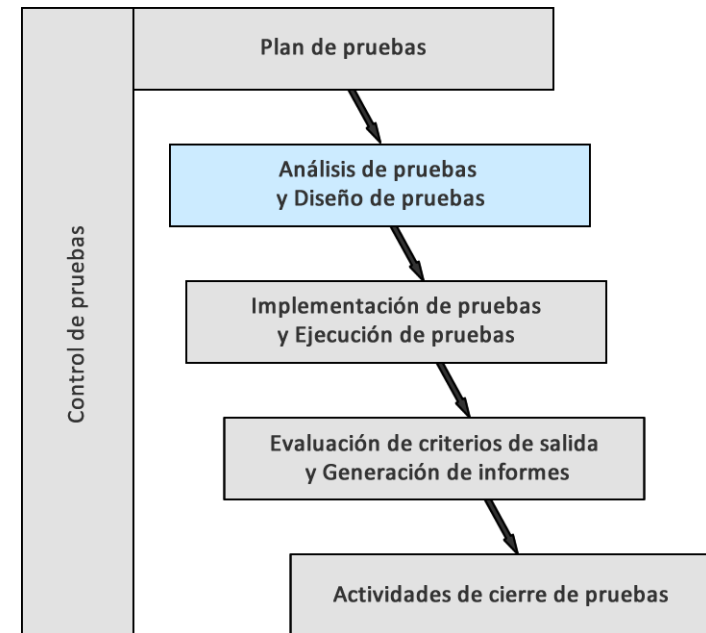 Plan de pruebas
Análisis de pruebas
y Diseño de pruebas
Control de pruebas
Implementación de pruebas
y Ejecución de pruebas
Evaluación de criterios de salida
y Generación de informes
Actividades de cierre de pruebas